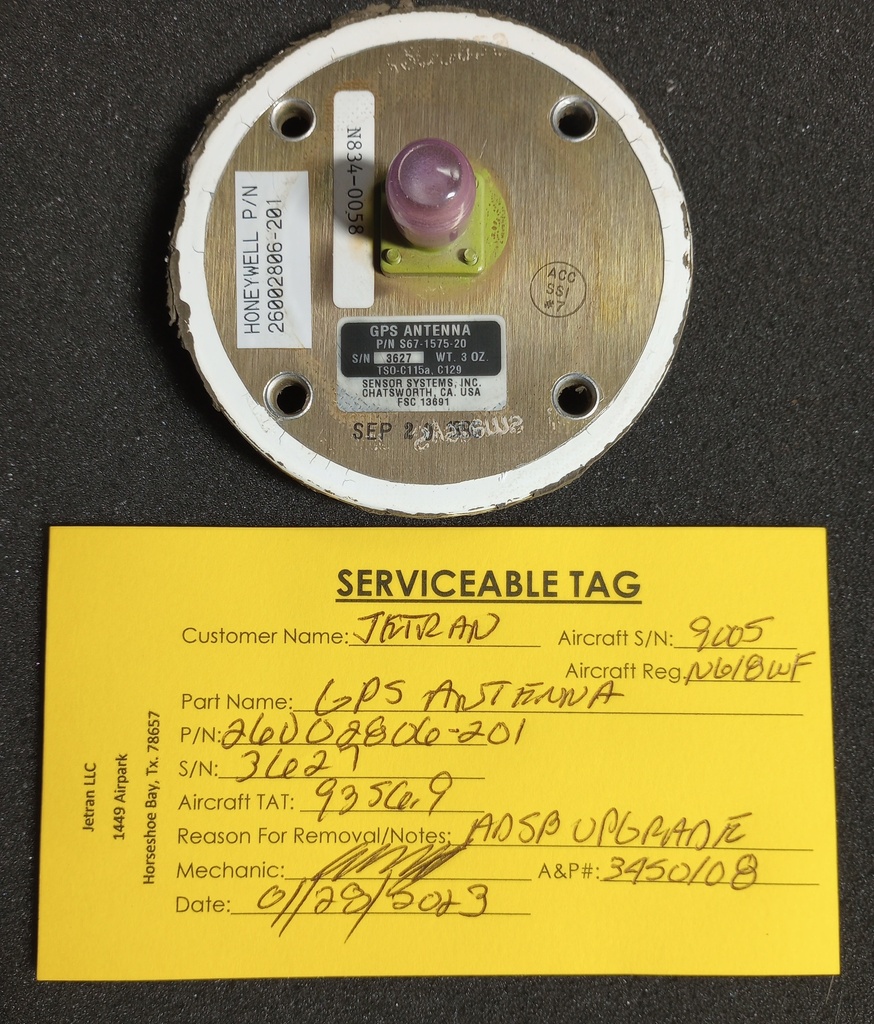 N834-0058
HONEYWELL P/N
26002806-201
ACC
SSI
#7
GPS ANTENNA
P/N S67-1575-20
S/N 3627 WT. 3 OZ.
TSO-C115a, C129
SENSOR SYSTEMS, INC.
CHATSWORTH, CA. USA
FSC 13691
SEP
SERVICEABLE TAG
Customer Name: JETRAN Aircraft S/N: 9005
Aircraft Reg. N618WF
Part Name: GPS ANTENNA
P/N: 26002806-201
S/N: 3627
Aircraft TAT: 9356.9
Reason For Removal/Notes: ADSB UPGRADE
Mechanic: A&P#: 3450108
Date: 01/28/2023
Jetran LLC
1449 Airpark
Horseshoe Bay, Tx. 78657